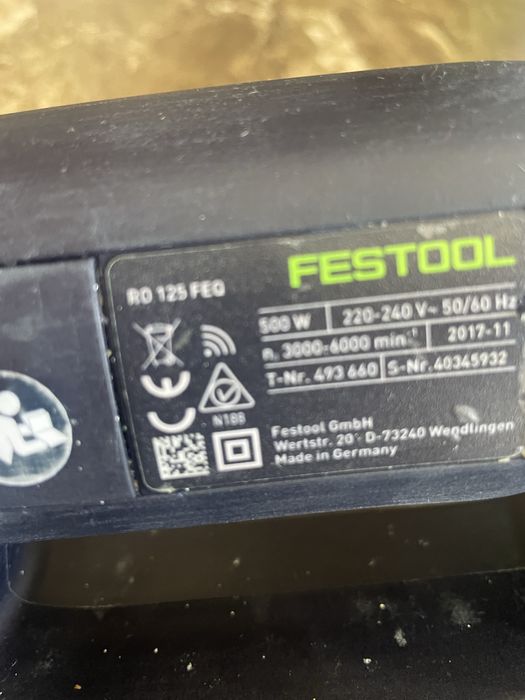 FESTOOL
RO 125 FEQ
500 W 220-240 V~ 50/60 Hz
n. 3000-6000 min⁻¹ 2017-11
T-Nr. 493 660 S-Nr. 40345932
N188
Festool GmbH
Wertstr. 20 D-73240 Wendlingen
Made in Germany